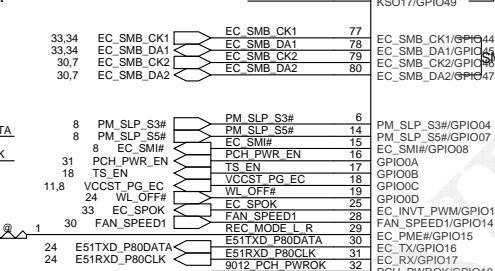 KSO17/GPIO49
33,34 EC_SMB_CK1 EC_SMB_CK1 77 EC_SMB_CK1/GPIO44
33,34 EC_SMB_DA1 EC_SMB_DA1 78 EC_SMB_DA1/GPIO45
30,7 EC_SMB_CK2 EC_SMB_CK2 79 EC_SMB_CK2/GPIO46
30,7 EC_SMB_DA2 EC_SMB_DA2 80 EC_SMB_DA2/GPIO47
8 PM_SLP_S3# PM_SLP_S3# 6 PM_SLP_S3#/GPIO04
8 PM_SLP_S5# PM_SLP_S5# 14 PM_SLP_S5#/GPIO07
8 EC_SMI# EC_SMI# 15 EC_SMI#/GPIO08
31 PCH_PWR_EN PCH_PWR_EN 16 GPIO0A
18 TS_EN TS_EN 17 GPIO0B
11,8 VCCST_PG_EC VCCST_PG_EC 18 GPIO0C
24 WL_OFF# WL_OFF# 19 GPIO0D
33 EC_SPOK EC_SPOK 25 EC_INVT_PWM/GPIO1
@ 1 30 FAN_SPEED1 FAN_SPEED1 28 FAN_SPEED1/GPIO14
REC_MODE_L_R 29 EC_PME#/GPIO15
24 E51TXD_P80DATA E51TXD_P80DATA 30 EC_TX/GPIO16
24 E51RXD_P80CLK E51RXD_P80CLK 31 EC_RX/GPIO17
9012_PCH_PWROK 32